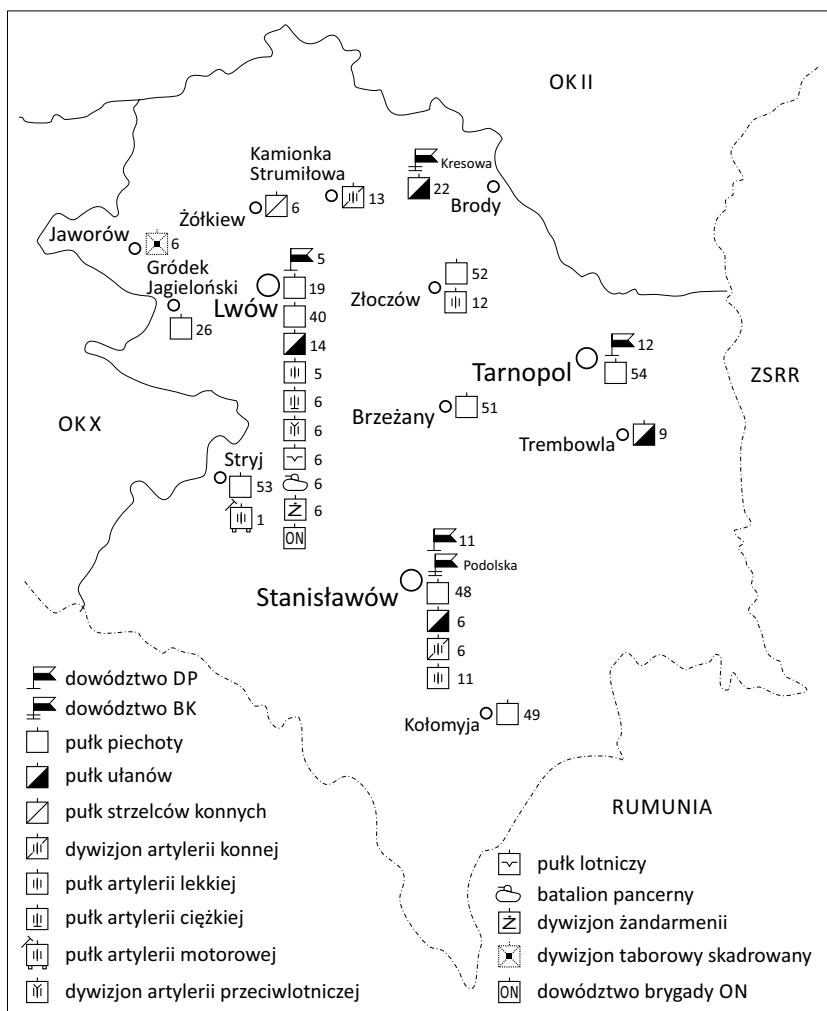 OK II
Kamionka
Strumiłowa
13
Kresowa
22
Brody
Żółkiew
6
Jaworów
6
Gródek
Jagieloński
26
Lwów
5
19
40
14
5
6
6
6
6
Ż 6
ON
Złoczów
52
12
Tarnopol
12
54
ZSRR
OK X
Brzeżany
51
Trembowla
9
Stryj
53
1
Stanisławów
11
Podolska
48
6
6
11
Kołomyja
49
RUMUNIA
dowództwo DP
dowództwo BK
pułk piechoty
pułk ułanów
pułk strzelców konnych
dywizjon artylerii konnej
pułk artylerii lekkiej
pułk artylerii ciężkiej
pułk artylerii motorowej
dywizjon artylerii przeciwlotniczej
pułk lotniczy
batalion pancerny
Ż dywizjon żandarmenii
dywizjon taborowy skadrowany
ON dowództwo brygady ON